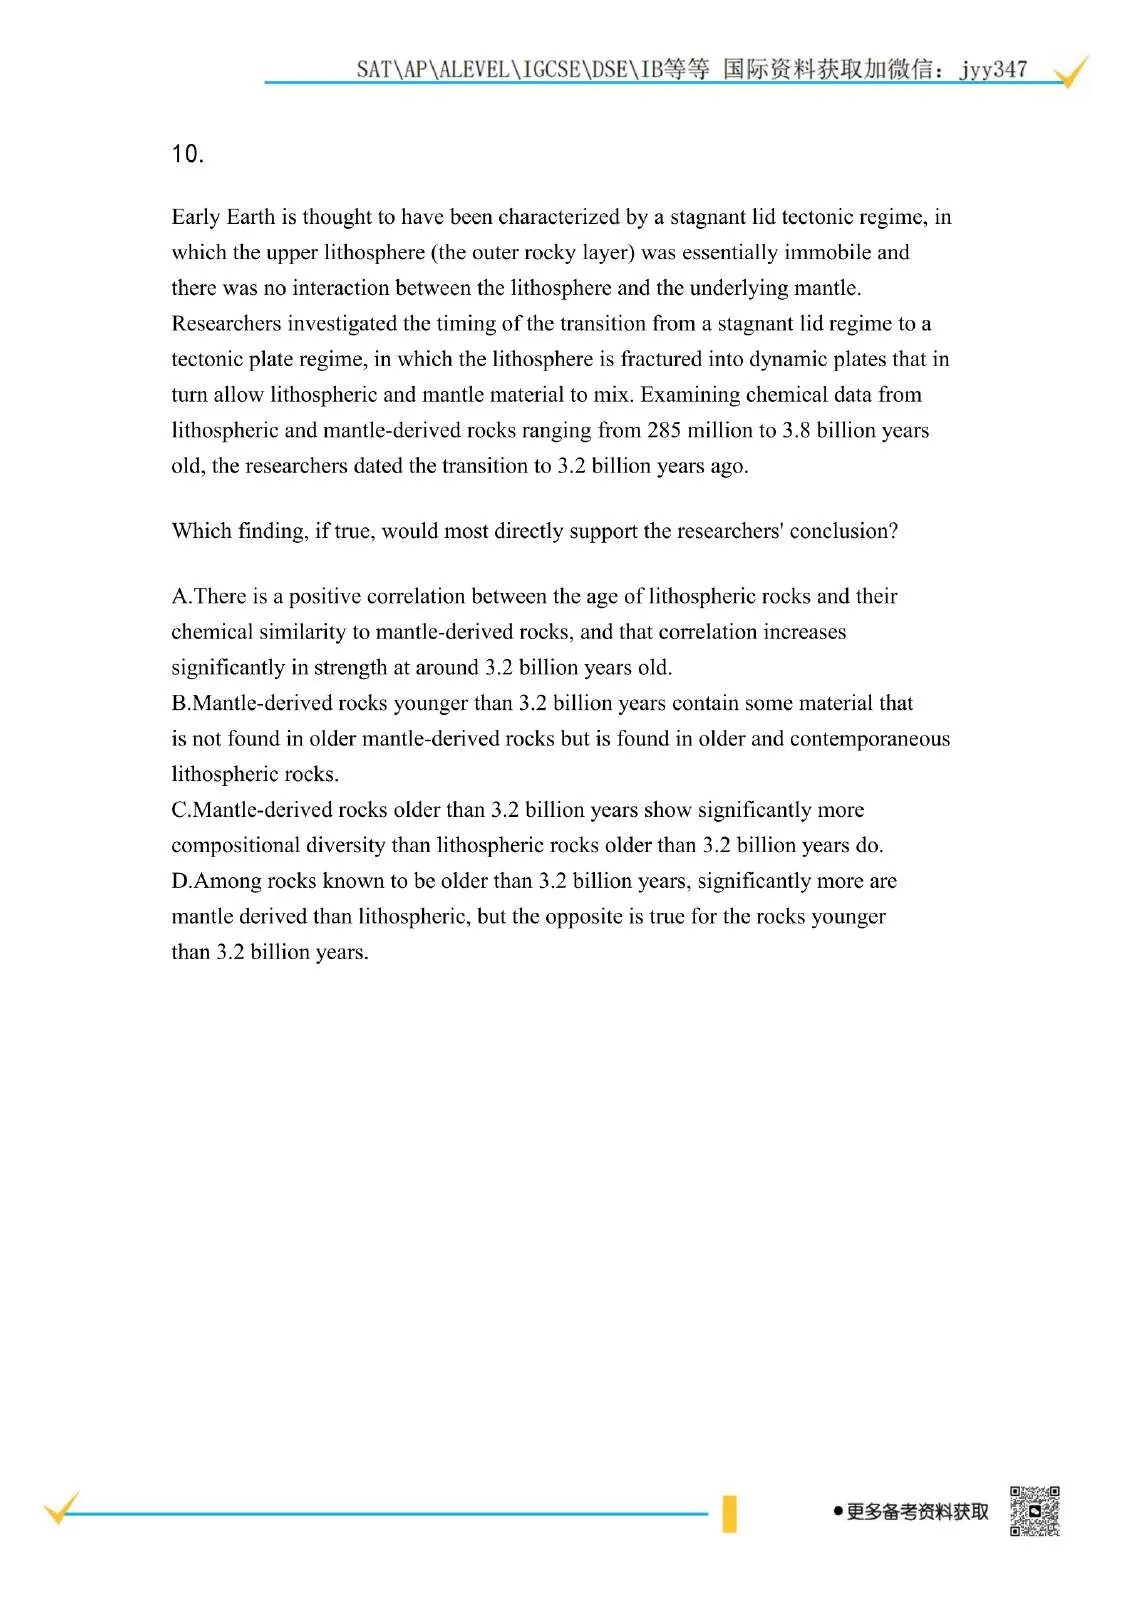 SAT\AP\ALEVEL\IGCSE\DSE\IB等等 国际资料获取加微信: jyy347
10.
Early Earth is thought to have been characterized by a stagnant lid tectonic regime, in
which the upper lithosphere (the outer rocky layer) was essentially immobile and
there was no interaction between the lithosphere and the underlying mantle.
Researchers investigated the timing of the transition from a stagnant lid regime to a
tectonic plate regime, in which the lithosphere is fractured into dynamic plates that in
turn allow lithospheric and mantle material to mix. Examining chemical data from
lithospheric and mantle-derived rocks ranging from 285 million to 3.8 billion years
old, the researchers dated the transition to 3.2 billion years ago.
Which finding, if true, would most directly support the researchers' conclusion?
A.There is a positive correlation between the age of lithospheric rocks and their
chemical similarity to mantle-derived rocks, and that correlation increases
significantly in strength at around 3.2 billion years old.
B.Mantle-derived rocks younger than 3.2 billion years contain some material that
is not found in older mantle-derived rocks but is found in older and contemporaneous
lithospheric rocks.
C.Mantle-derived rocks older than 3.2 billion years show significantly more
compositional diversity than lithospheric rocks older than 3.2 billion years do.
D.Among rocks known to be older than 3.2 billion years, significantly more are
mantle derived than lithospheric, but the opposite is true for the rocks younger
than 3.2 billion years.
●更多备考资料获取